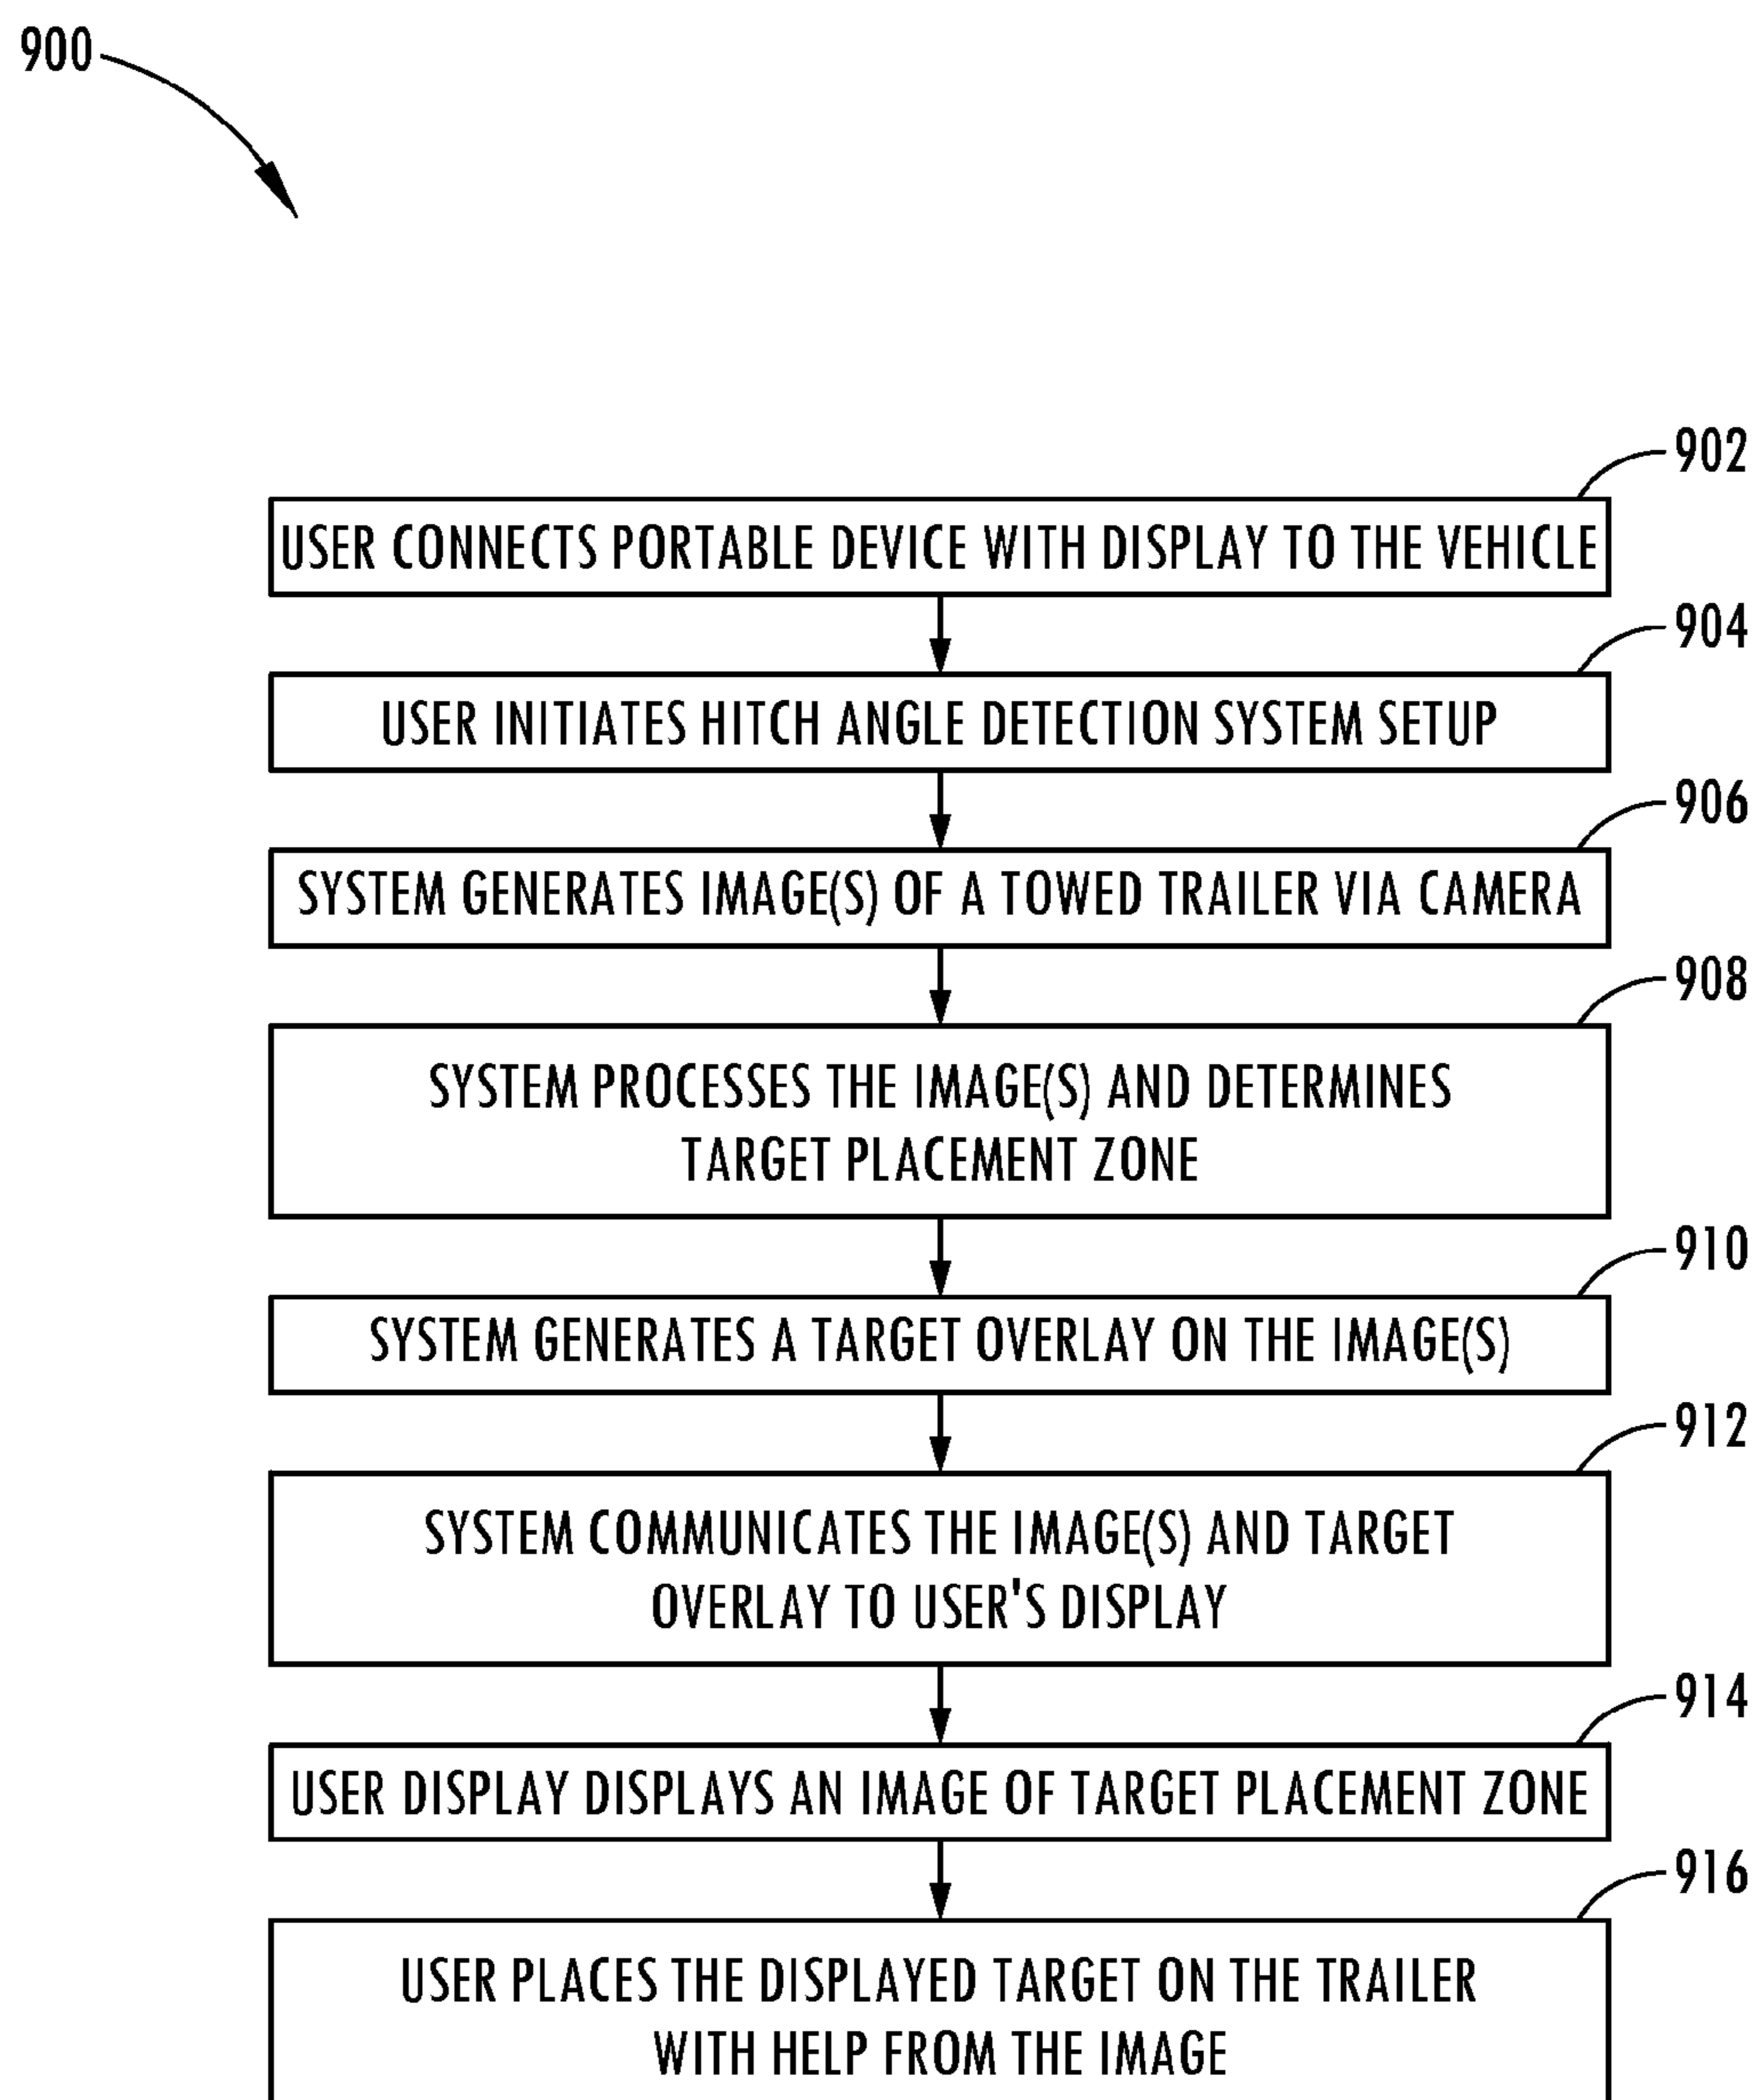 900
902
USER CONNECTS PORTABLE DEVICE WITH DISPLAY TO THE VEHICLE
904
USER INITIATES HITCH ANGLE DETECTION SYSTEM SETUP
906
SYSTEM GENERATES IMAGE(S) OF A TOWED TRAILER VIA CAMERA
908
SYSTEM PROCESSES THE IMAGE(S) AND DETERMINES
TARGET PLACEMENT ZONE
910
SYSTEM GENERATES A TARGET OVERLAY ON THE IMAGE(S)
912
SYSTEM COMMUNICATES THE IMAGE(S) AND TARGET
OVERLAY TO USER'S DISPLAY
914
USER DISPLAY DISPLAYS AN IMAGE OF TARGET PLACEMENT ZONE
916
USER PLACES THE DISPLAYED TARGET ON THE TRAILER
WITH HELP FROM THE IMAGE